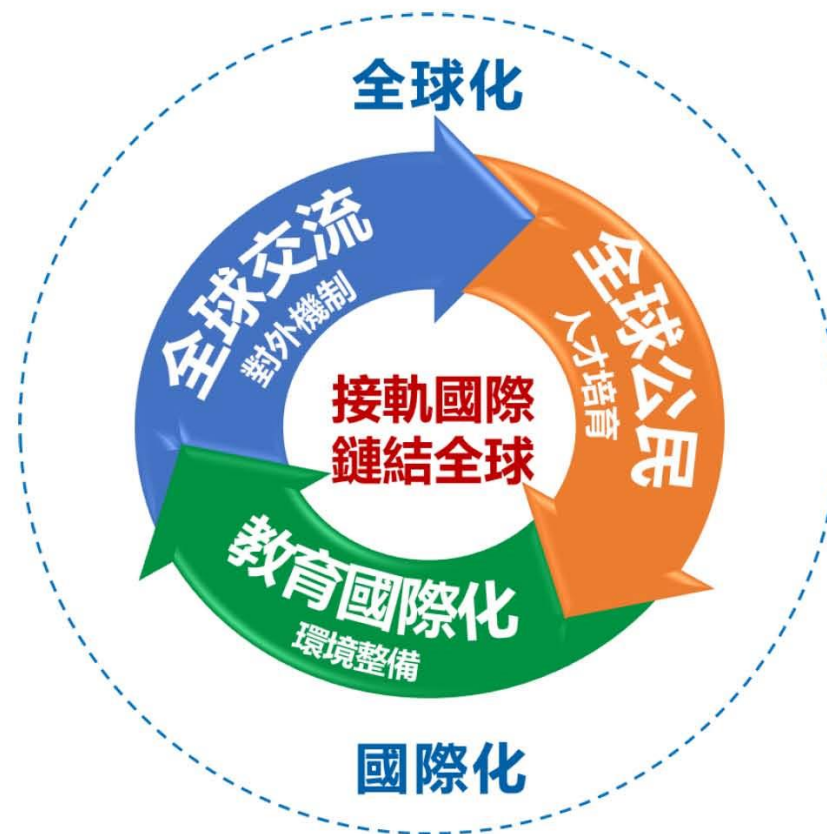 全球化
全球交流
對外機制
全球公民
人才培育
接軌國際
鏈結全球
教育國際化
環境整備
國際化